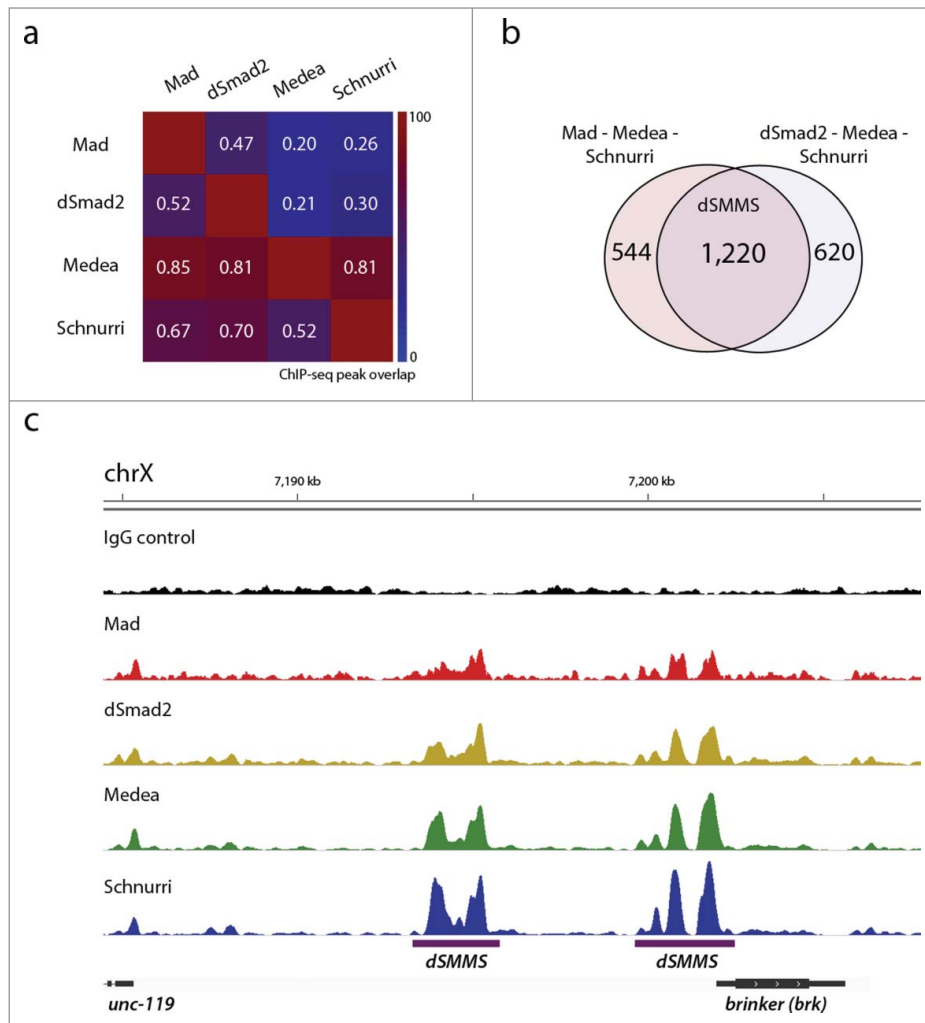 a
Mad dSmad2 Medea Schnurri
100
Mad 0.47 0.20 0.26
dSmad2 0.52 0.21 0.30
Medea 0.85 0.81 0.81
Schnurri 0.67 0.70 0.52
0
ChIP-seq peak overlap
b
Mad - Medea -
Schnurri
dSmad2 - Medea -
Schnurri
dSMMS
544 1,220 620
c
chrX
7,190 kb 7,200 kb
IgG control
Mad
dSmad2
Medea
Schnurri
dSMMS dSMMS
unc-119 brinker (brk)